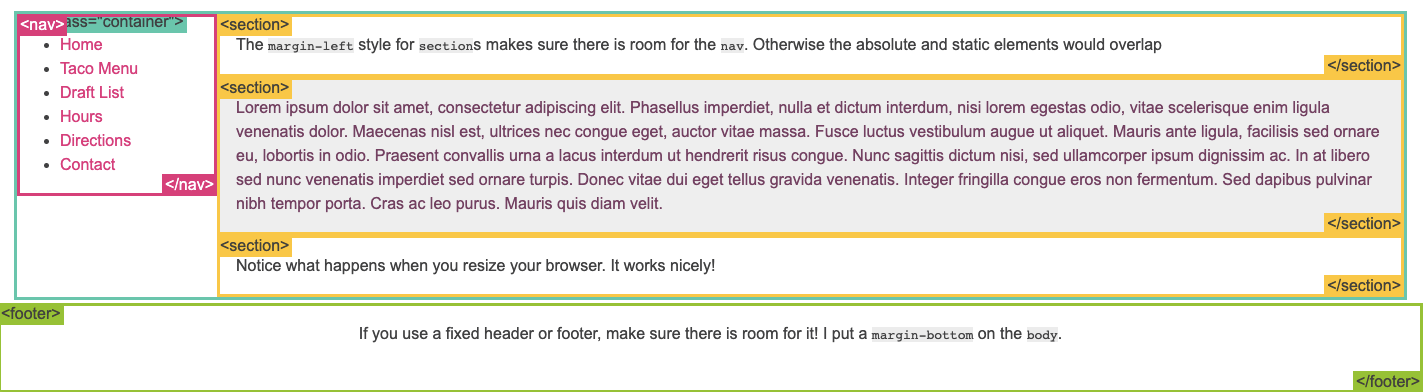 <nav>ass="container">
Home
Taco Menu
Draft List
Hours
Directions
Contact
</nav>
<section>
The margin-left style for sections makes sure there is room for the nav. Otherwise the absolute and static elements would overlap
</section>
<section>
Lorem ipsum dolor sit amet, consectetur adipiscing elit. Phasellus imperdiet, nulla et dictum interdum, nisi lorem egestas odio, vitae scelerisque enim ligula
venenatis dolor. Maecenas nisl est, ultrices nec congue eget, auctor vitae massa. Fusce luctus vestibulum augue ut aliquet. Mauris ante ligula, facilisis sed ornare
eu, lobortis in odio. Praesent convallis urna a lacus interdum ut hendrerit risus congue. Nunc sagittis dictum nisi, sed ullamcorper ipsum dignissim ac. In at libero
sed nunc venenatis imperdiet sed ornare turpis. Donec vitae dui eget tellus gravida venenatis. Integer fringilla congue eros non fermentum. Sed dapibus pulvinar
nibh tempor porta. Cras ac leo purus. Mauris quis diam velit.
</section>
<section>
Notice what happens when you resize your browser. It works nicely!
</section>
<footer>
If you use a fixed header or footer, make sure there is room for it! I put a margin-bottom on the body.
</footer>